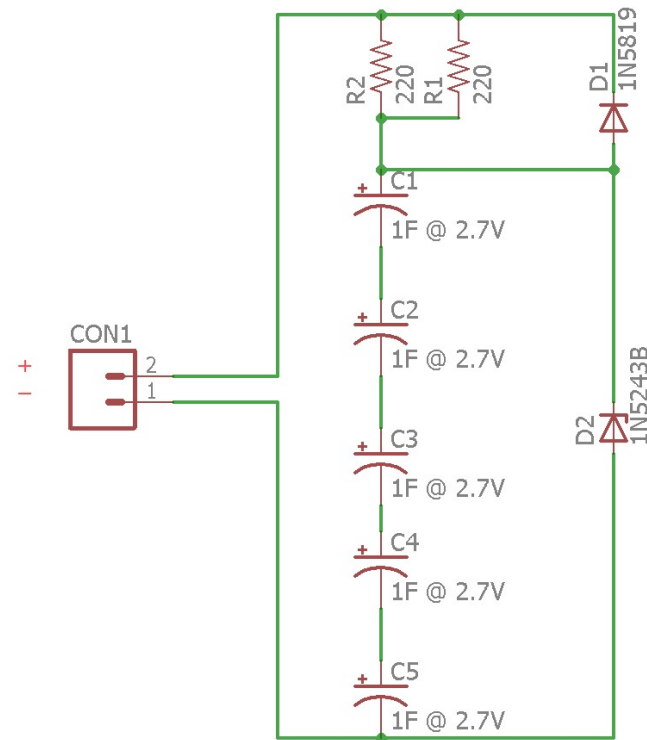 R2
220
R1
220
D1
1N5819
C1
+
1F @ 2.7V
C2
+
1F @ 2.7V
CON1
+
2
−
1
D2
1N5243B
C3
+
1F @ 2.7V
C4
+
1F @ 2.7V
C5
+
1F @ 2.7V